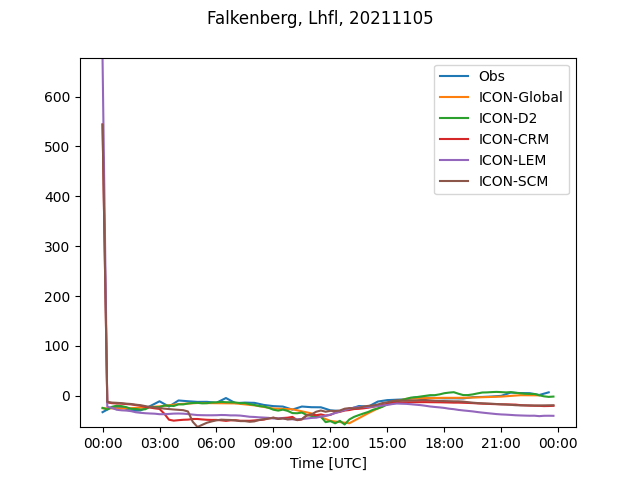 Falkenberg, Lhfl, 20211105
600
500
400
300
200
100
0
Obs
ICON-Global
ICON-D2
ICON-CRM
ICON-LEM
ICON-SCM
00:00 03:00 06:00 09:00 12:00 15:00 18:00 21:00 00:00
Time [UTC]